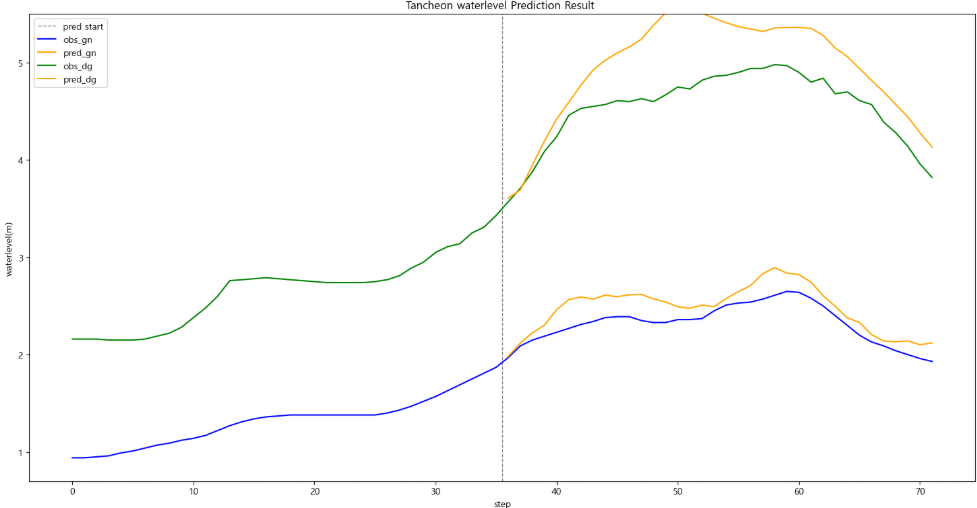 Tancheon waterlevel Prediction Result
pred start
obs_gn
pred_gn
obs_dg
pred_dg
waterlevel(m)
5
4
3
2
1
0 10 20 30 40 50 60 70
step